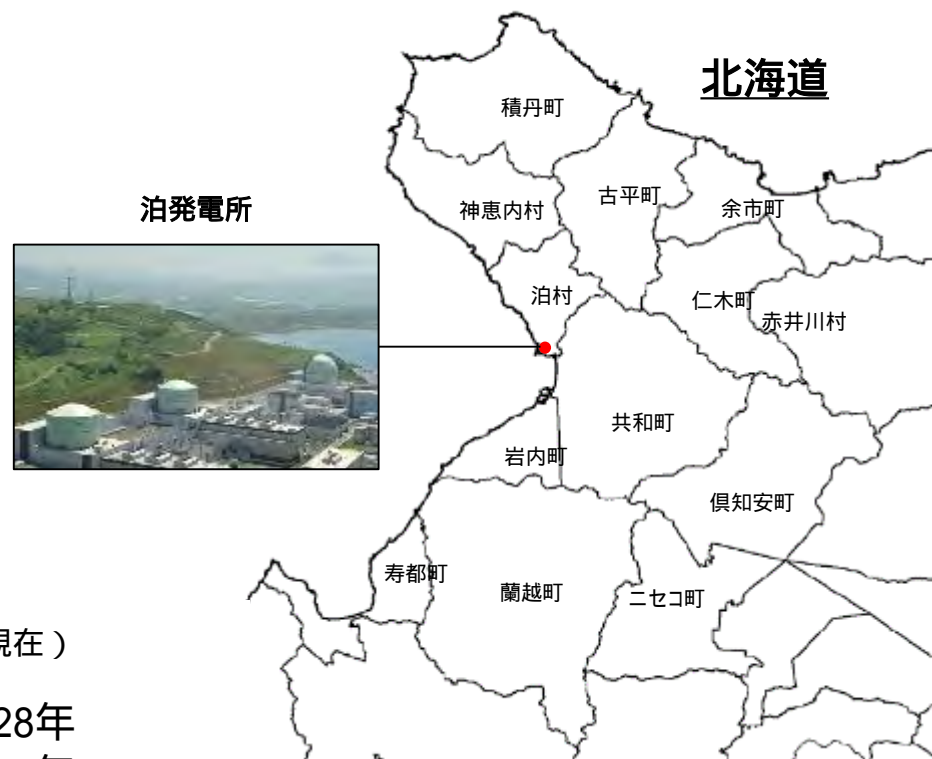 北海道
積丹町
古平町
神恵内村
余市町
泊発電所
泊村
仁木町
赤井川村
共和町
岩内町
倶知安町
寿都町
蘭越町
ニセコ町
現在）
28年
年